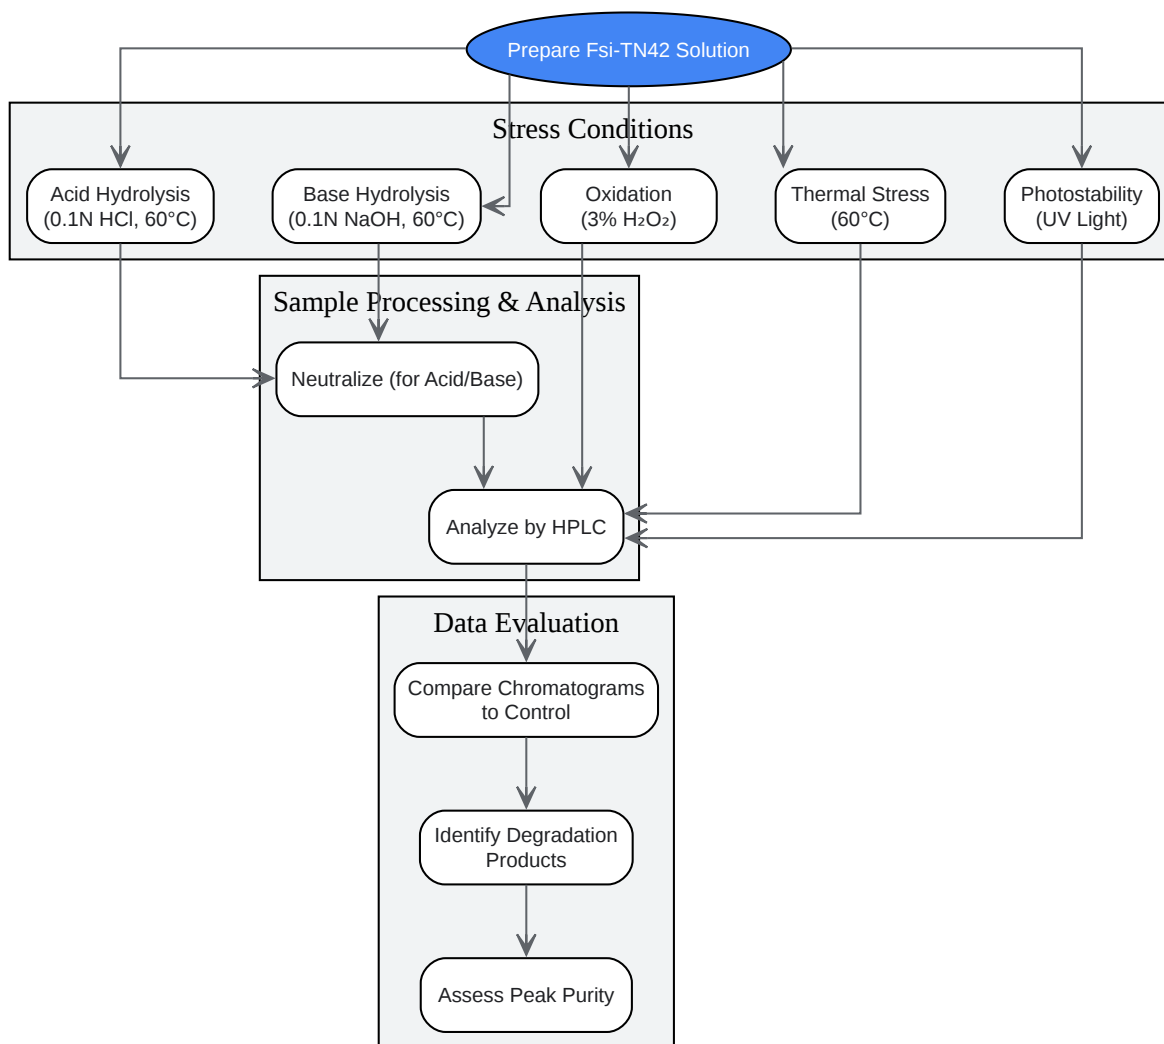 Prepare Fsi-TN42 Solution
Stress Conditions
Acid Hydrolysis
(0.1N HCl, 60°C)
Base Hydrolysis
(0.1N NaOH, 60°C)
Oxidation
(3% H₂O₂)
Thermal Stress
(60°C)
Photostability
(UV Light)
Sample Processing & Analysis
Neutralize (for Acid/Base)
Analyze by HPLC
Data Evaluation
Compare Chromatograms
to Control
Identify Degradation
Products
Assess Peak Purity